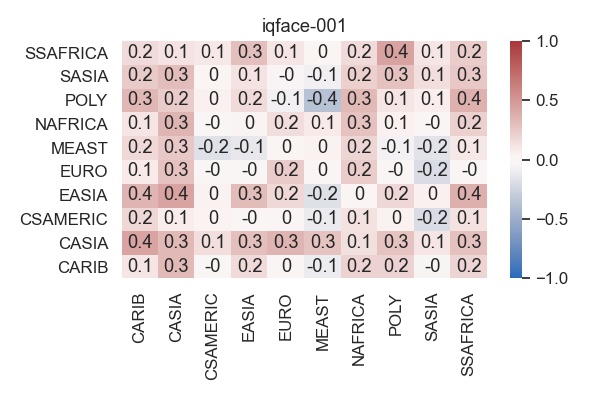 iqface-001
SSAFRICA 0.2 0.1 0.1 0.3 0.1 0 0.2 0.4 0.1 0.2
SASIA 0.2 0.3 0 0.1 -0 -0.1 0.2 0.3 0.1 0.3
POLY 0.3 0.2 0 0.2 -0.1 -0.4 0.3 0.1 0.1 0.4
NAFRICA 0.1 0.3 -0 0 0.2 0.1 0.3 0.1 -0 0.2
MEAST 0.2 0.3 -0.2 -0.1 0 0 0.2 -0.1 -0.2 0.1
EURO 0.1 0.3 -0 -0 0.2 0 0.2 -0 -0.2 -0
EASIA 0.4 0.4 0 0.3 0.2 -0.2 0 0.2 0 0.4
CSAMERIC 0.2 0.1 0 -0 0 -0.1 0.1 0 -0.2 0.1
CASIA 0.4 0.3 0.1 0.3 0.3 0.3 0.1 0.3 0.1 0.3
CARIB 0.1 0.3 -0 0.2 0 -0.1 0.2 0.2 -0 0.2
CARIB CASIA CSAMERIC EASIA EURO MEAST NAFRICA POLY SASIA SSAFRICA
1.0
0.5
0.0
−0.5
−1.0